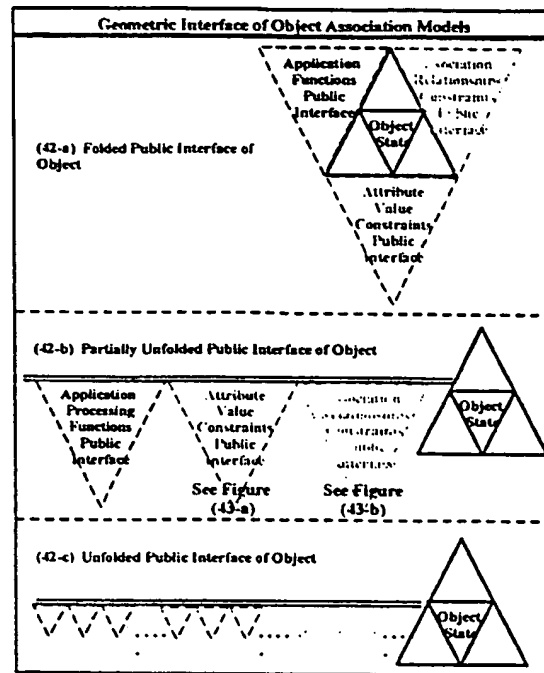 Geometric Interface of Object Association Models
Application
Functions
Public
Interface
Relationships
Object
State
(42-a) Folded Public Interface of
Object
Attribute
Value
Constraints
Public
Interface
(42-b) Partially Unfolded Public Interface of Object
Application
Processing
Functions
Public
Interface
Attribute
Value
Constraints
Public
Interface
Object
State
See Figure
(43-a)
See Figure
(43-b)
(42-c) Unfolded Public Interface of Object
Object
State